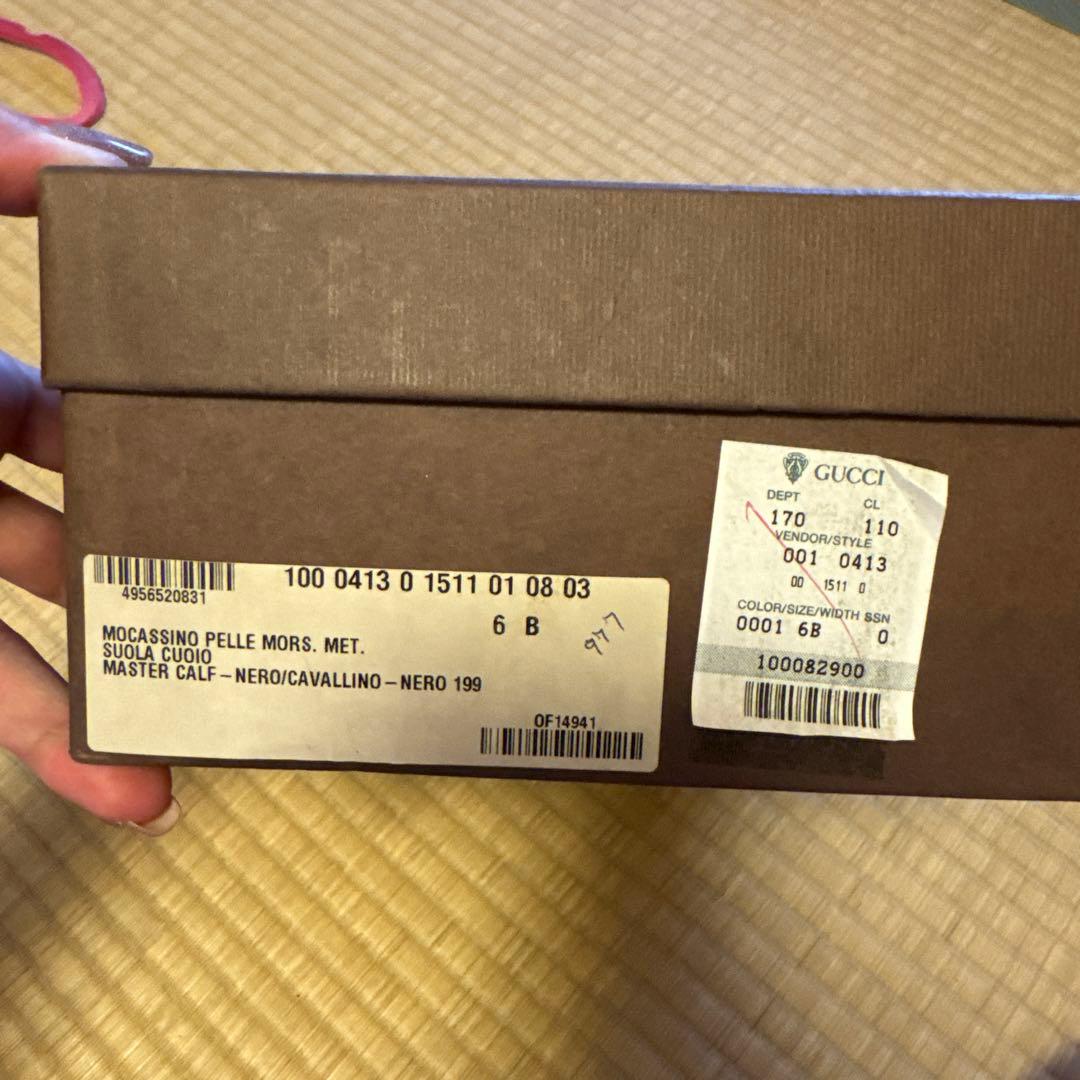 4956520831
100 0413 0 1511 01 08 03
6 B
977
MOCASSINO PELLE MORS. MET.
SUOLA CUOIO
MASTER CALF-NERO/CAVALLINO-NERO 199
OF14941
GUCCI
DEPT CL
170 110
VENDOR/STYLE
001 0413
00 1511 0
COLOR/SIZE/WIDTH SSN
0001 6B 0
100082900